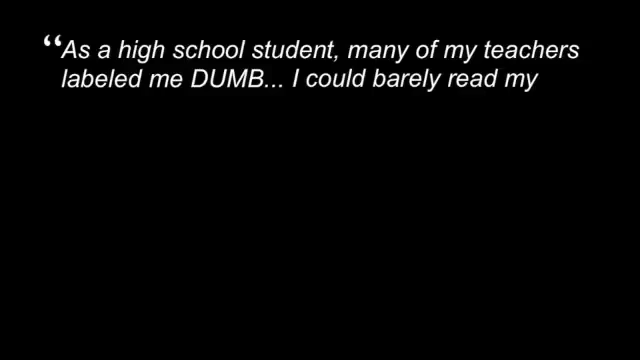 “As a high school student, many of my teachers
labeled me DUMB... I could barely read my